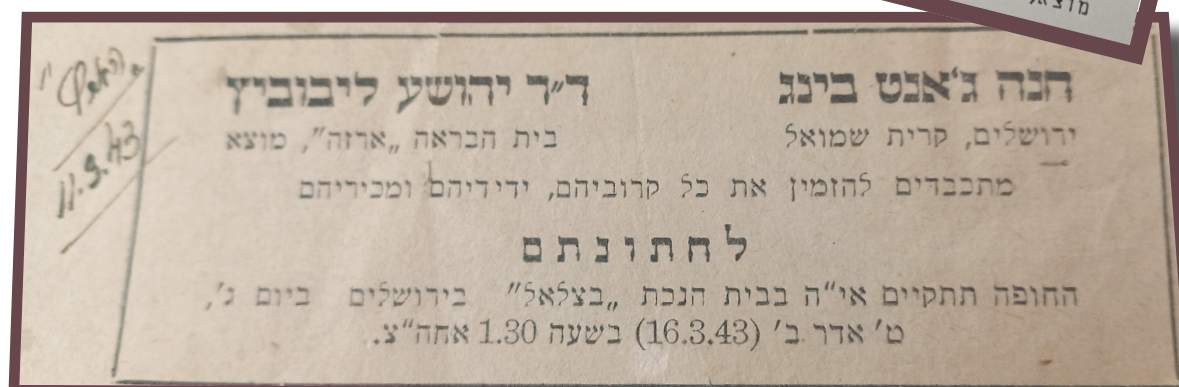 מוצא
חנה ג'אנט בינג ד״ר יהושע ליבוביץ
ירושלים, קרית שמואל בית הבראה „ארזה״, מוצא
מתכבדים להזמין את כל קרוביהם, ידידיהם ומכיריהם
לחתונתם
החופה תתקיים אי״ה בבית הנכת „בצלאל״ בירושלים ביום ג',
ט' אדר ב' (16.3.43) בשעה 1.30 אחה״צ.
11.3.43